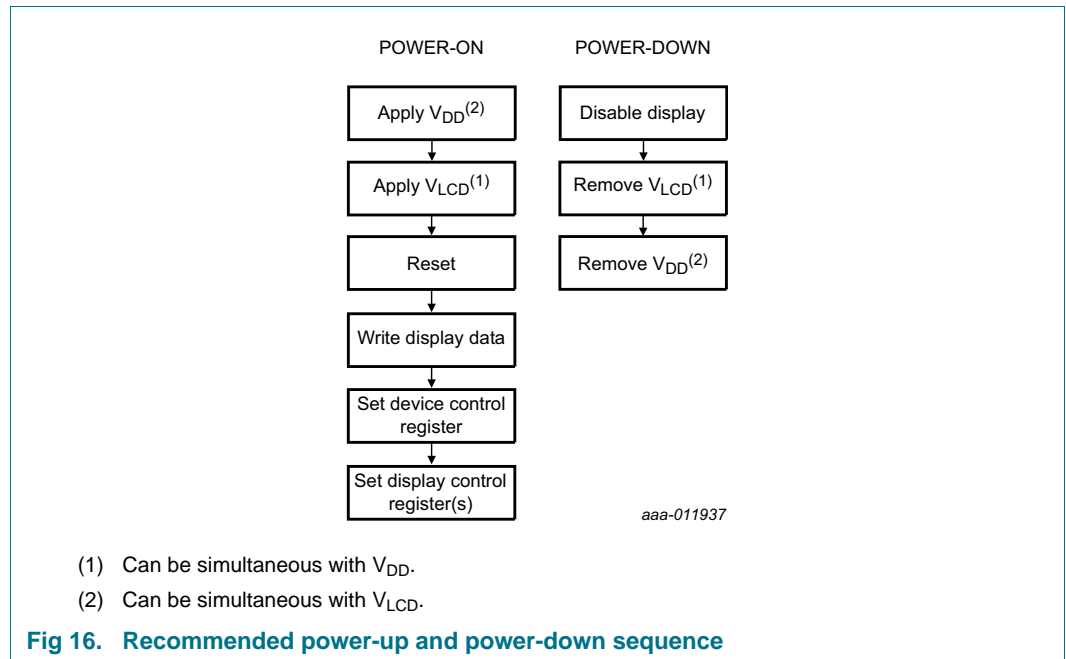 POWER-ON
Apply VDD(2)
Apply VLCD(1)
Reset
Write display data
Set device control
register
Set display control
register(s)
POWER-DOWN
Disable display
Remove VLCD(1)
Remove VDD(2)
aaa-011937
(1) Can be simultaneous with VDD.
(2) Can be simultaneous with VLCD.
Fig 16. Recommended power-up and power-down sequence